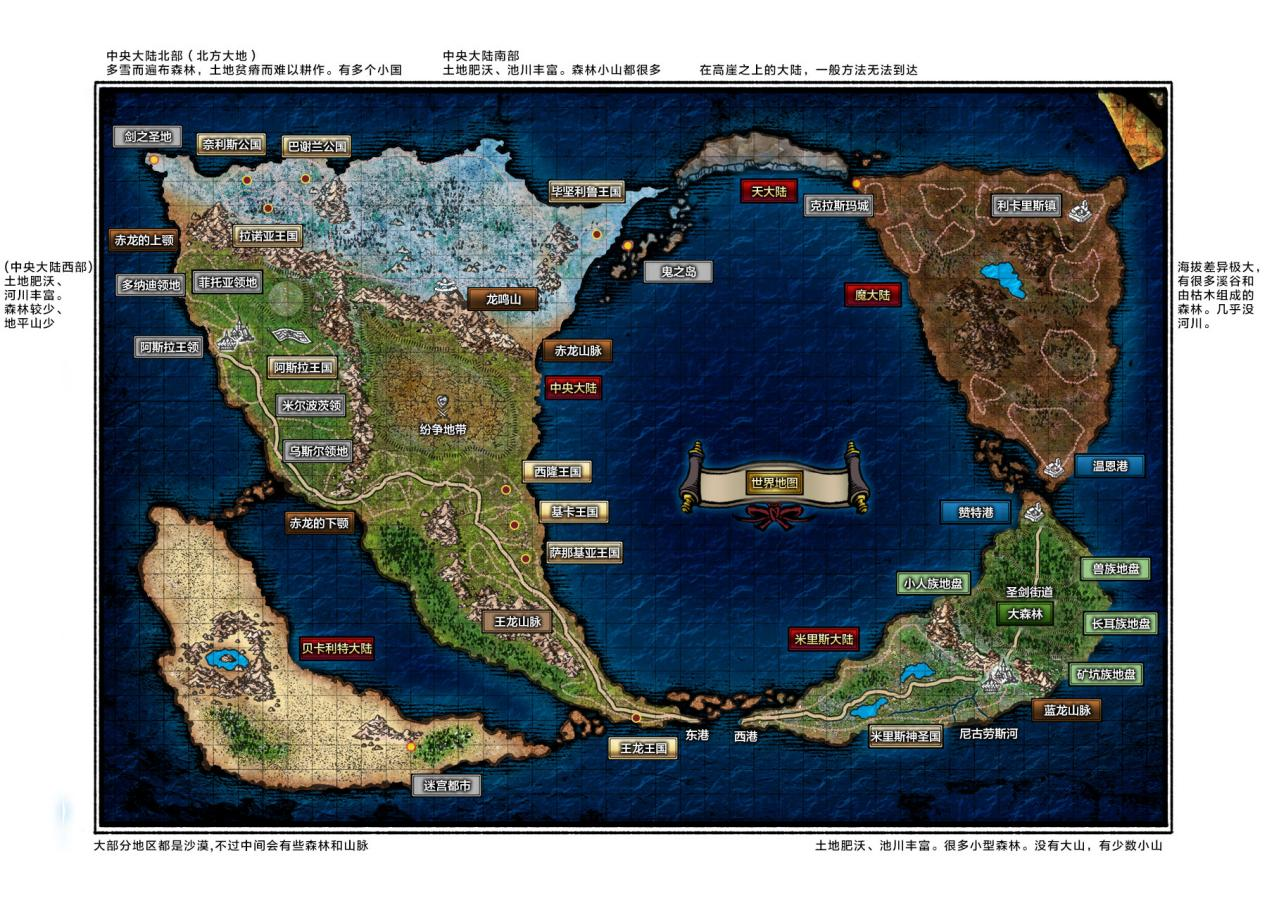 中央大陆北部（北方大地）
多雪而遍布森林，土地贫瘠而难以耕作。有多个小国
中央大陆南部
土地肥沃、池川丰富。森林小山都很多
在高崖之上的大陆，一般方法无法到达
剑之圣地
奈利斯公国
巴谢兰公国
毕坚利鲁王国
天大陆
克拉斯玛城
利卡里斯镇
赤龙的上颚
拉诺亚王国
鬼之岛
（中央大陆西部）
土地肥沃、
河川丰富。
森林较少、
地平山少
多纳迪领地
菲托亚领地
龙鸣山
魔大陆
海拔差异极大，
有很多溪谷和
由枯木组成的
森林。几乎没
河川。
阿斯拉王领
阿斯拉王国
赤龙山脉
中央大陆
米尔波茨领
纷争地带
乌斯尔领地
西隆王国
世界地图
温恩港
赤龙的下颚
基卡王国
赞特港
萨那基亚王国
兽族地盘
小人族地盘
圣剑街道
大森林
王龙山脉
长耳族地盘
贝卡利特大陆
米里斯大陆
矿坑族地盘
蓝龙山脉
东港
西港
米里斯神圣国
尼古劳斯河
王龙王国
迷宫都市
大部分地区都是沙漠,不过中间会有些森林和山脉
土地肥沃、池川丰富。很多小型森林。没有大山，有少数小山